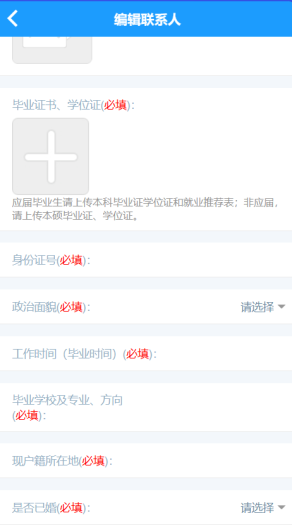 编辑联系人
毕业证书、学位证(必填):
应届毕业生请上传本科毕业证学位证和就业推荐表；非应届，
请上传本硕毕业证、学位证。
身份证号(必填):
政治面貌(必填):
请选择
工作时间（毕业时间）(必填):
毕业学校及专业、方向
(必填):
现户籍所在地(必填):
是否已婚(必填):
请选择